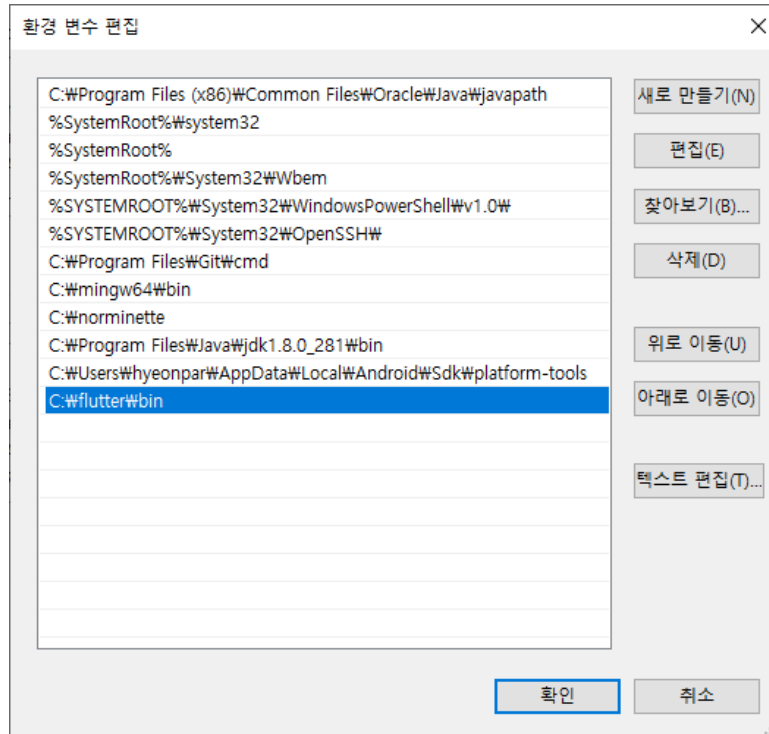 환경 변수 편집
C:₩Program Files (x86)₩Common Files₩Oracle₩Java₩javapath
%SystemRoot%₩system32
%SystemRoot%
%SystemRoot%₩System32₩Wbem
%SYSTEMROOT%₩System32₩WindowsPowerShell₩v1.0₩
%SYSTEMROOT%₩System32₩OpenSSH₩
C:₩Program Files₩Git₩cmd
C:₩mingw64₩bin
C:₩norminette
C:₩Program Files₩Java₩jdk1.8.0_281₩bin
C:₩Users₩hyeonpar₩AppData₩Local₩Android₩Sdk₩platform-tools
C:₩flutter₩bin
새로 만들기(N)
편집(E)
찾아보기(B)...
삭제(D)
위로 이동(U)
아래로 이동(O)
텍스트 편집(T)...
확인
취소